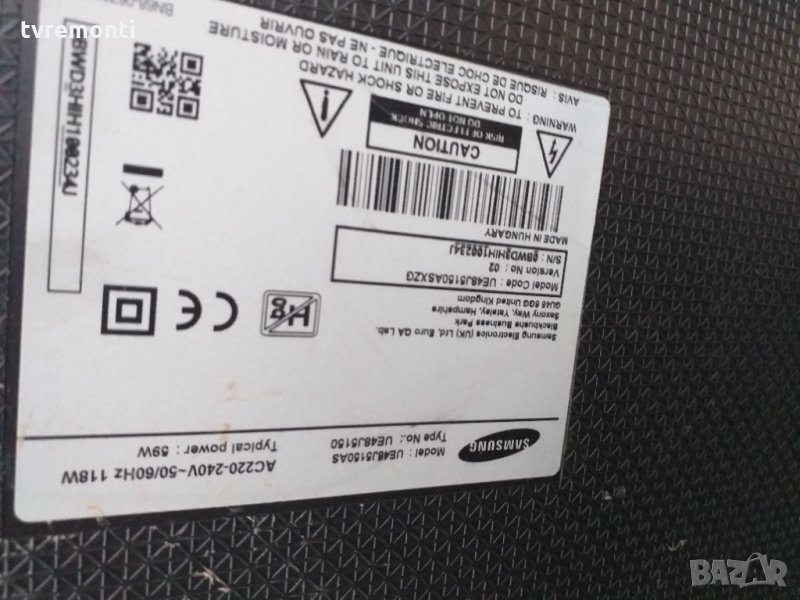 SAMSUNG
Model : UE48J5150AS
Type No.: UE48J5150
AC220-240V~50/60Hz 118W
Typical power : 59W
Samsung Electronics (UK) Ltd, Euro QA Lab.
Blackbushe Business Park
Saxony Way, Yateley, Hampshire
GU46 6GG United Kingdom
Hg
CE
Model Code : UE48J5150ASXZG
Version No : 02
S/N : 0BWD3HIH100234J
MADE IN HUNGARY
CAUTION
RISK OF ELECTRIC SHOCK
DO NOT OPEN
WARNING : TO PREVENT FIRE OR SHOCK HAZARD
DO NOT EXPOSE THIS UNIT TO RAIN OR MOISTURE
AVIS : RISQUE DE CHOC ELECTRIQUE - NE PAS OUVRIR
0BWD3HIH100234J
tvremonti
BAZAR